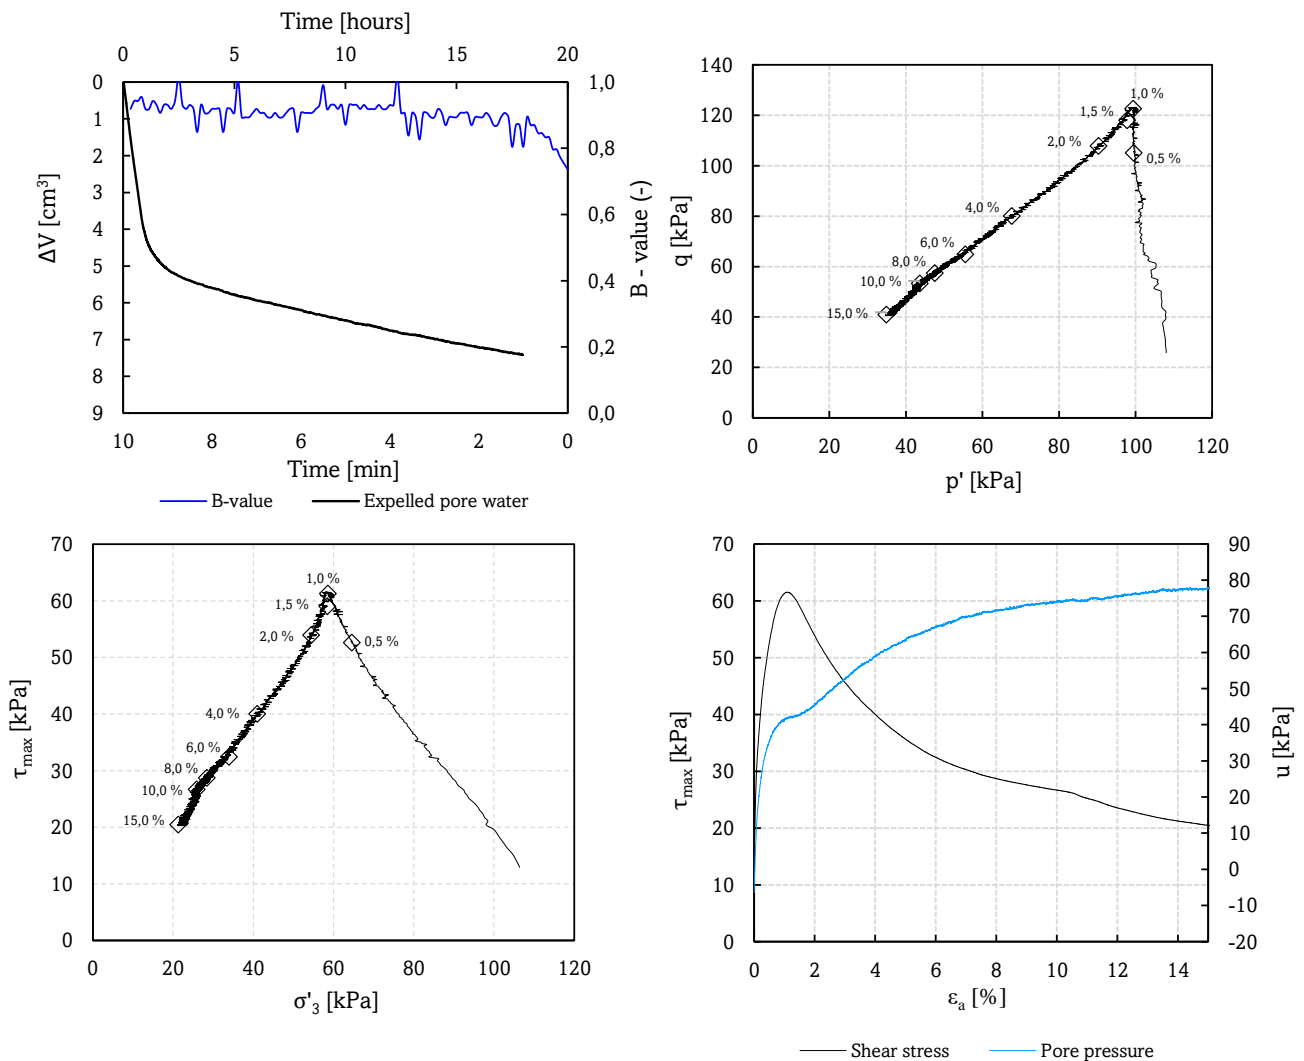 Time [hours]
0 5 10 15 20
0 1 2 3 4 5 6 7 8 9
ΔV [cm³]
1,0 0,8 0,6 0,4 0,2 0,0
B - value (-)
10 8 6 4 2 0
Time [min]
B-value Expelled pore water
140 120 100 80 60 40 20 0
q [kPa]
1,0 %
1,5 %
2,0 %
0,5 %
4,0 %
6,0 %
8,0 %
10,0 %
15,0 %
0 20 40 60 80 100 120
p' [kPa]
70 60 50 40 30 20 10 0
τmax [kPa]
1,0 %
1,5 %
2,0 %
0,5 %
4,0 %
6,0 %
8,0 %
10,0 %
15,0 %
0 20 40 60 80 100 120
σ'3 [kPa]
70 60 50 40 30 20 10 0
τmax [kPa]
90 80 70 60 50 40 30 20 10 0 -10 -20
u [kPa]
0 2 4 6 8 10 12 14
εa [%]
Shear stress Pore pressure